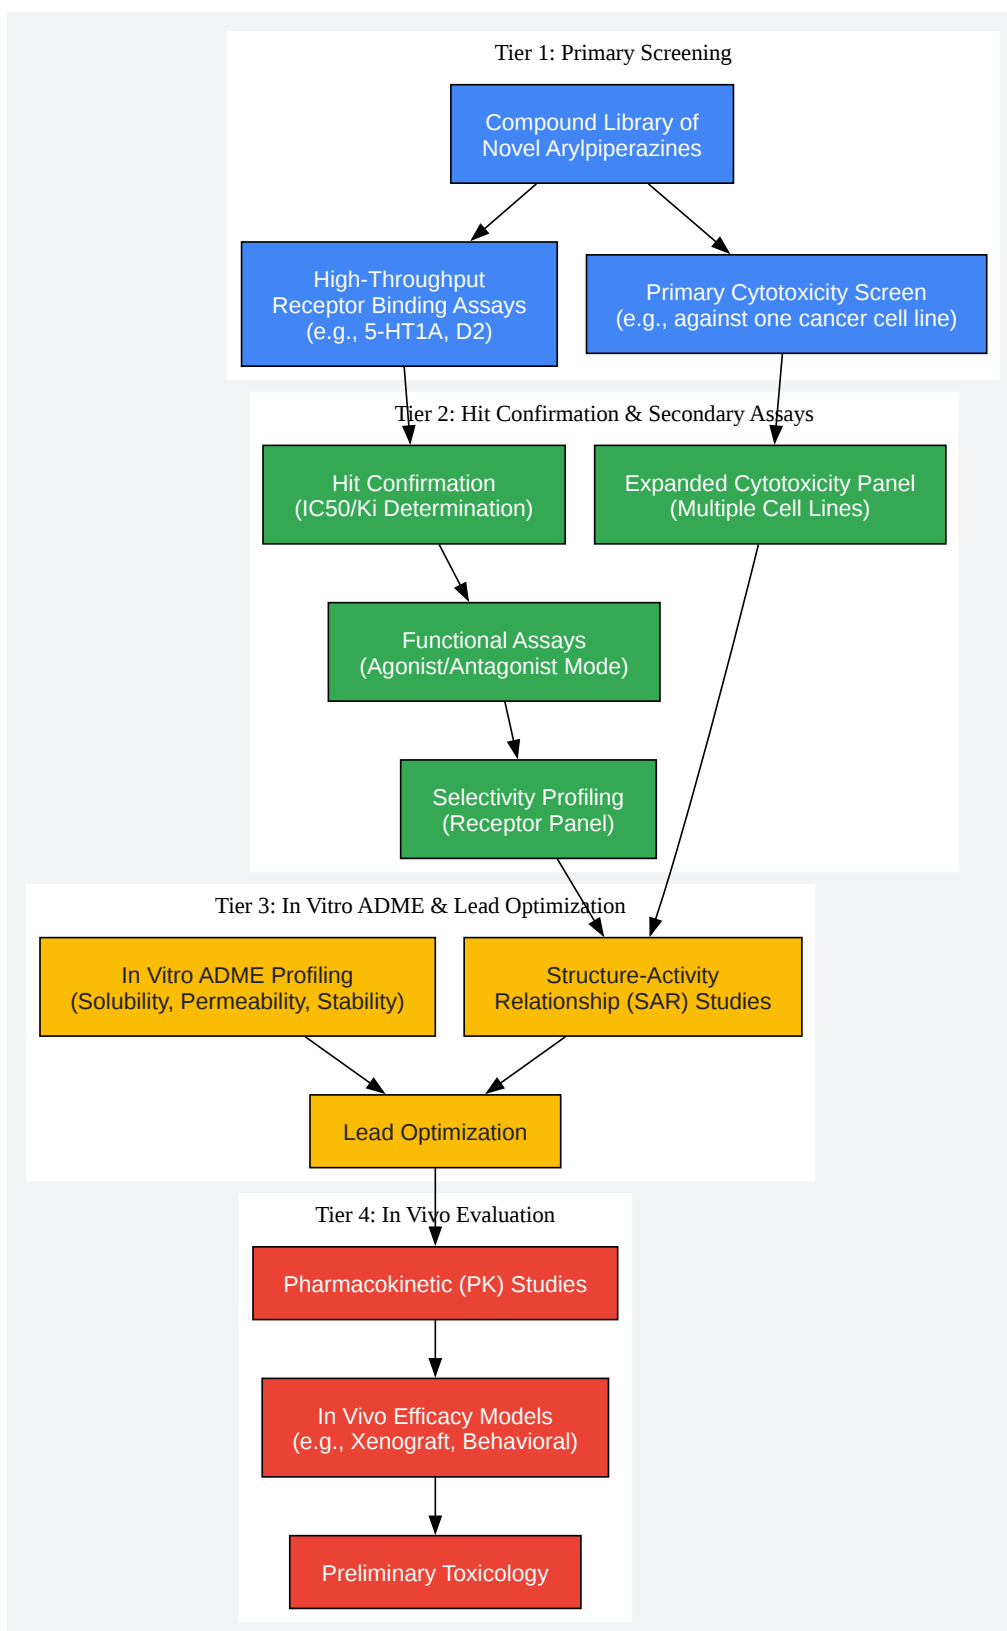 Tier 1: Primary Screening
Compound Library of
Novel Arylpiperazines
High-Throughput
Receptor Binding Assays
(e.g., 5-HT1A, D2)
Primary Cytotoxicity Screen
(e.g., against one cancer cell line)
Tier 2: Hit Confirmation & Secondary Assays
Hit Confirmation
(IC50/Ki Determination)
Expanded Cytotoxicity Panel
(Multiple Cell Lines)
Functional Assays
(Agonist/Antagonist Mode)
Selectivity Profiling
(Receptor Panel)
Tier 3: In Vitro ADME & Lead Optimization
In Vitro ADME Profiling
(Solubility, Permeability, Stability)
Structure-Activity
Relationship (SAR) Studies
Lead Optimization
Tier 4: In Vivo Evaluation
Pharmacokinetic (PK) Studies
In Vivo Efficacy Models
(e.g., Xenograft, Behavioral)
Preliminary Toxicology